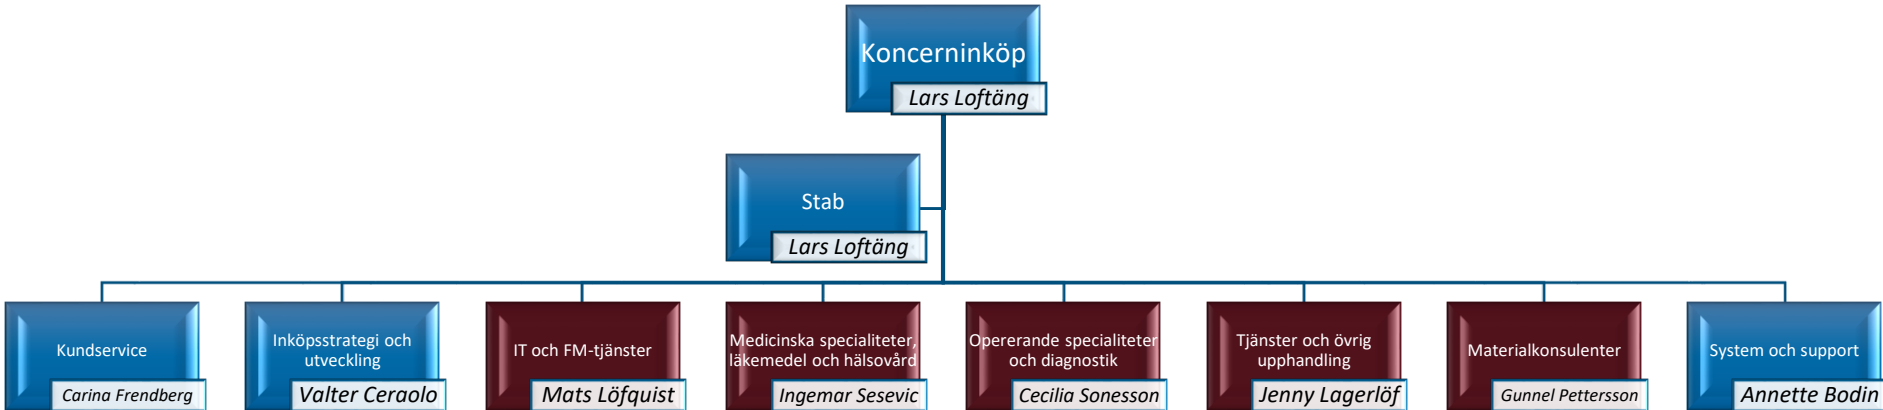 Koncerninköp
Lars Loftäng
Stab
Lars Loftäng
Kundservice
Carina Frendberg
Inköpsstrategi och
utveckling
Valter Ceraolo
IT och FM-tjänster
Mats Löfquist
Medicinska specialiteter,
läkemedel och hälsovård
Ingemar Sesevic
Opererande specialiteter
och diagnostik
Cecilia Sonesson
Tjänster och övrig
upphandling
Jenny Lagerlöf
Materialkonsulenter
Gunnel Pettersson
System och support
Annette Bodin